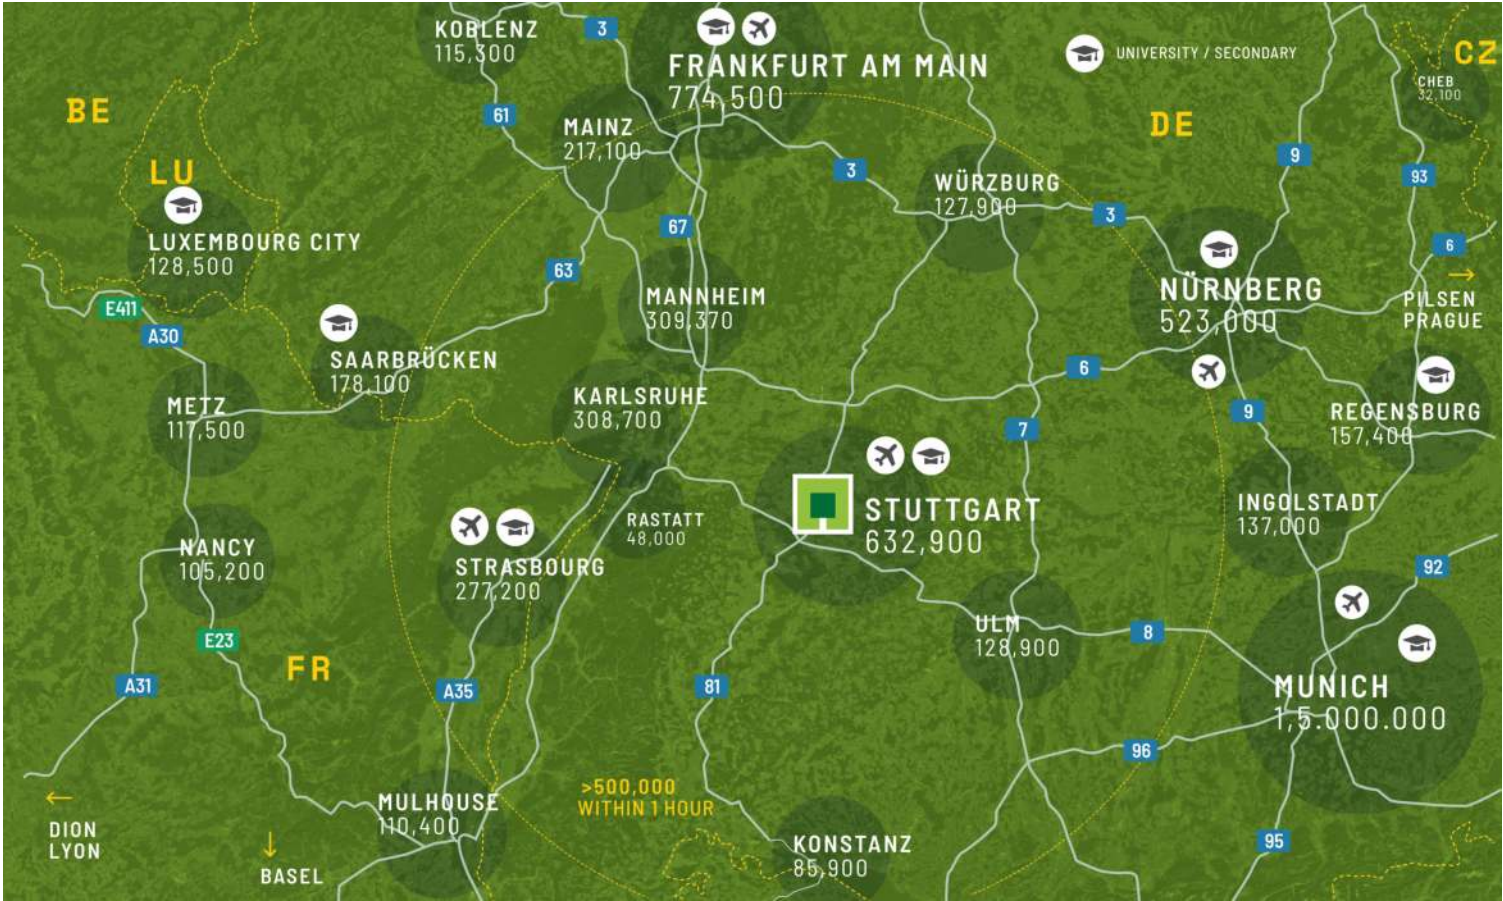 KOBLENZ
115,300
3
FRANKFURT AM MAIN
774,500
UNIVERSITY / SECONDARY
CZ
CHEB
32,100
BE
61
MAINZ
217,100
DE
9
93
LU
3
WÜRZBURG
127,900
3
LUXEMBOURG CITY
128,500
67
6
63
MANNHEIM
309,370
NÜRNBERG
523,000
→
PILSEN
PRAGUE
E411
A30
SAARBRÜCKEN
178,100
6
METZ
117,500
KARLSRUHE
308,700
7
9
REGENSBURG
157,400
STUTTGART
632,900
INGOLSTADT
137,000
RASTATT
48,000
NANCY
105,200
STRASBOURG
277,200
92
E23
ULM
128,900
8
FR
A31
A35
81
MUNICH
1,5.000.000
96
>500,000
WITHIN 1 HOUR
←
DION
LYON
MULHOUSE
110,400
↓
BASEL
KONSTANZ
85,900
95